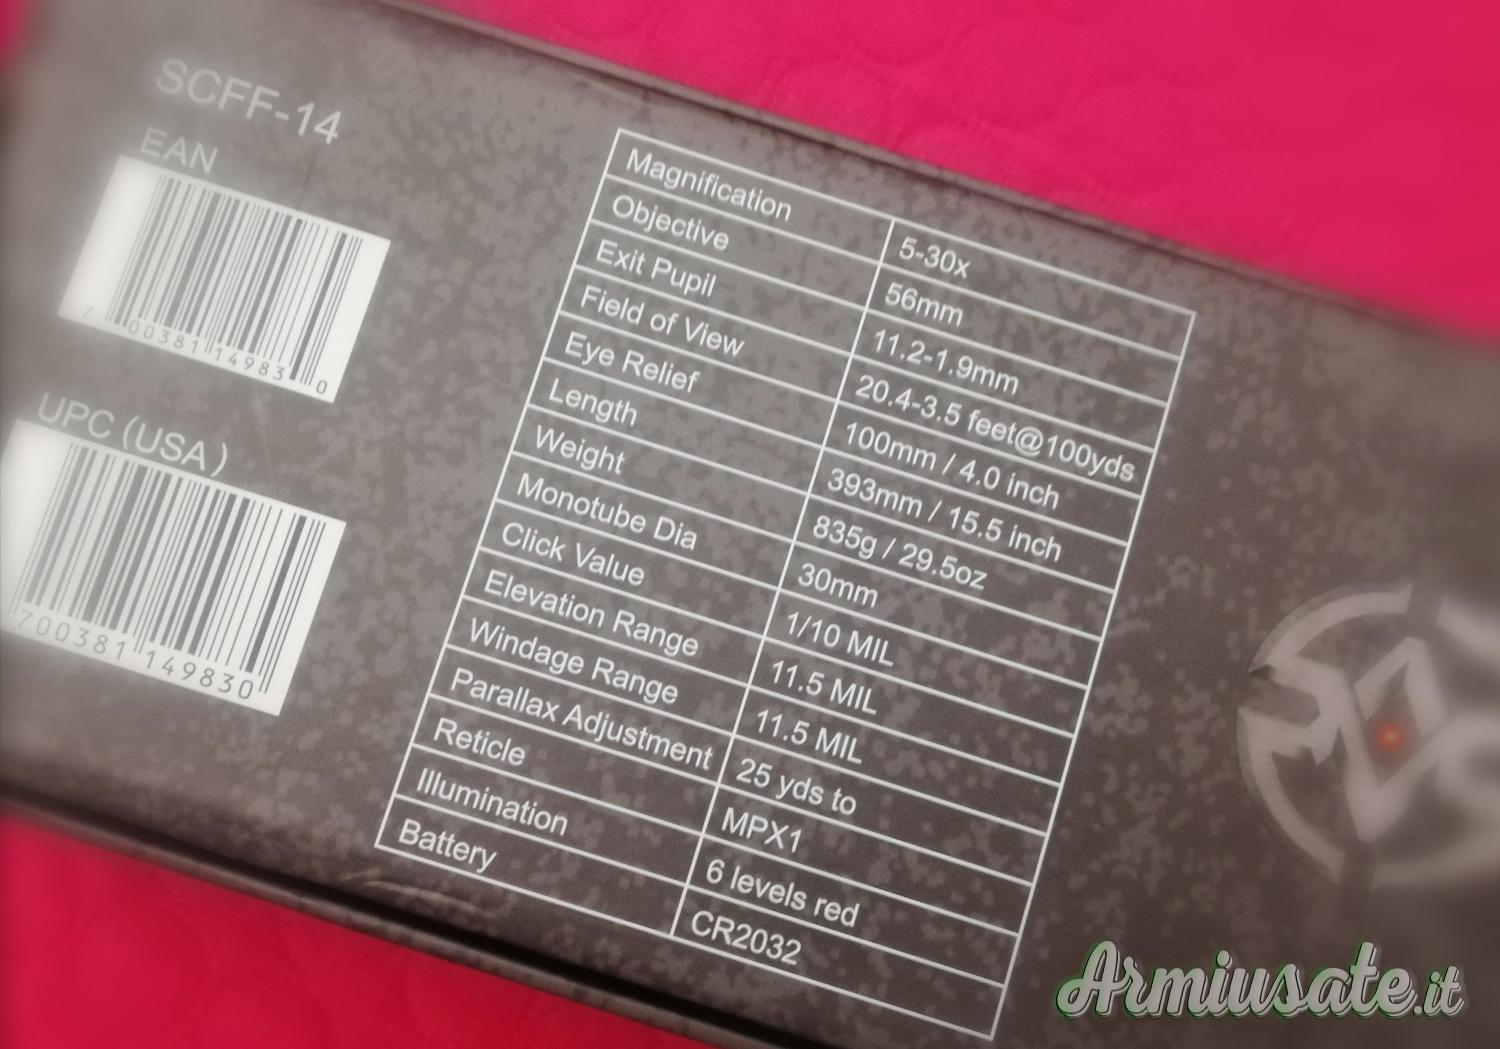 SCFF-14
EAN
7 00381 14983 0
UPC (USA)
700381 149830
Magnification 5-30x
Objective 56mm
Exit Pupil 11.2-1.9mm
Field of View 20.4-3.5 feet@100yds
Eye Relief 100mm / 4.0 inch
Length 393mm / 15.5 inch
Weight 835g / 29.5oz
Monotube Dia 30mm
Click Value 1/10 MIL
Elevation Range 11.5 MIL
Windage Range 11.5 MIL
Parallax Adjustment 25 yds to
Reticle MPX1
Illumination 6 levels red
Battery CR2032
Armiusate.it